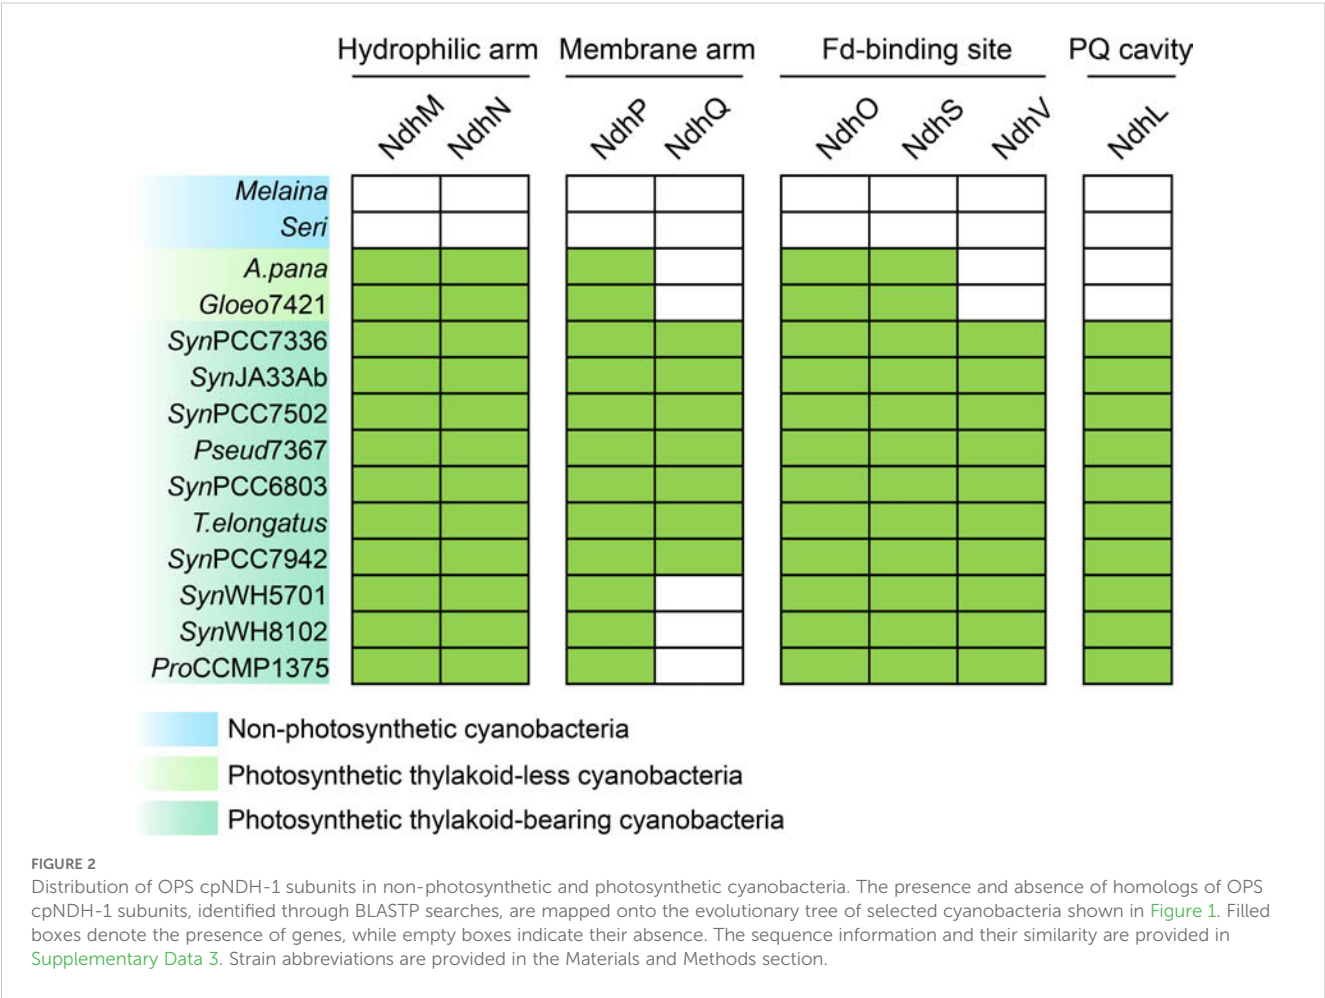 Hydrophilic arm Membrane arm Fd-binding site PQ cavity
NdhM NdhN NdhP NdhQ NdhO NdhS NdhV NdhL
Melaina
Seri
A.pana
Gloeo7421
SynPCC7336
SynJA33Ab
SynPCC7502
Pseud7367
SynPCC6803
T.elongatus
SynPCC7942
SynWH5701
SynWH8102
ProCCMP1375
Non-photosynthetic cyanobacteria
Photosynthetic thylakoid-less cyanobacteria
Photosynthetic thylakoid-bearing cyanobacteria
FIGURE 2
Distribution of OPS cpNDH-1 subunits in non-photosynthetic and photosynthetic cyanobacteria. The presence and absence of homologs of OPS
cpNDH-1 subunits, identified through BLASTP searches, are mapped onto the evolutionary tree of selected cyanobacteria shown in Figure 1. Filled
boxes denote the presence of genes, while empty boxes indicate their absence. The sequence information and their similarity are provided in
Supplementary Data 3. Strain abbreviations are provided in the Materials and Methods section.